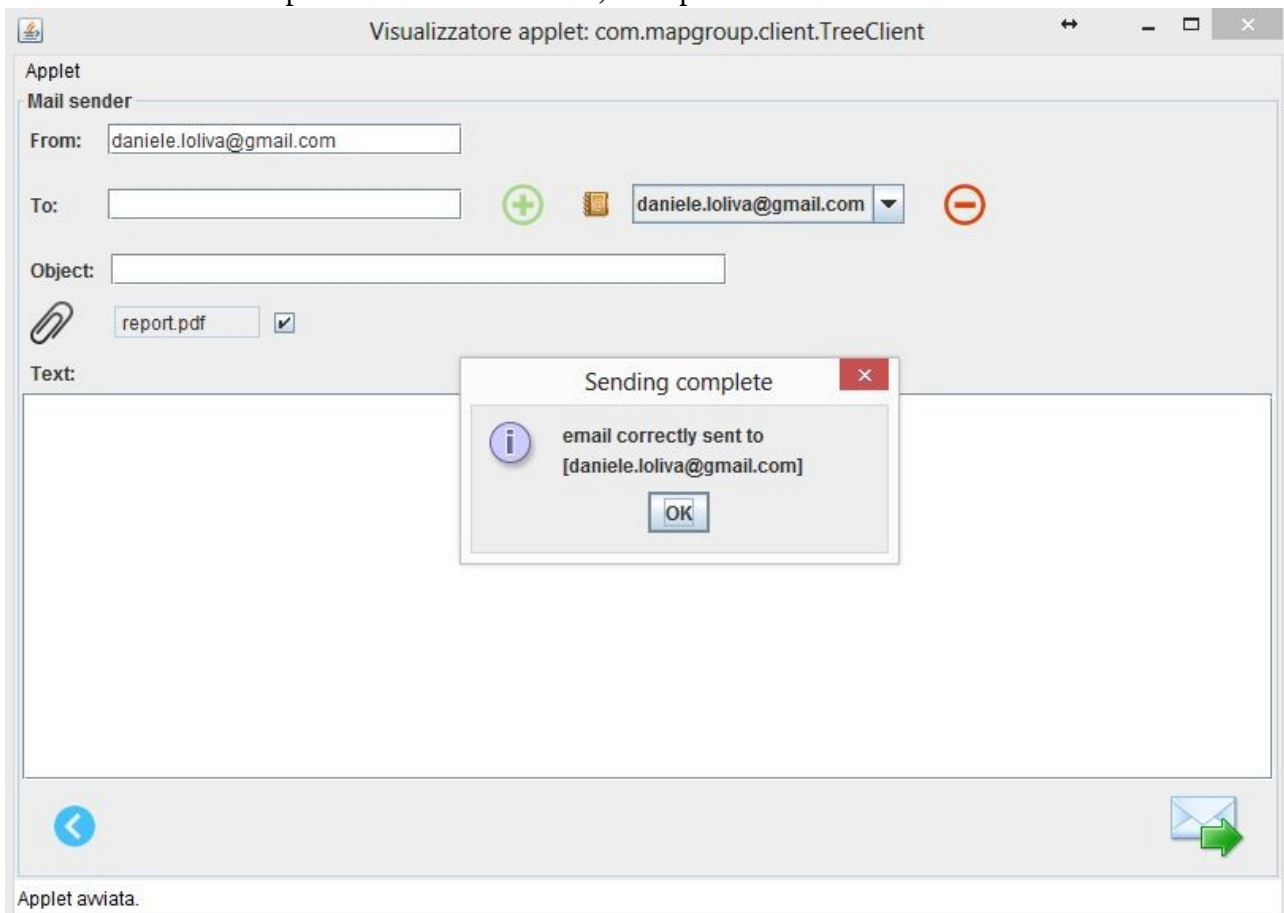 Visualizzatore applet: com.mapgroup.client.TreeClient
Applet
Mail sender
From: daniele.loliva@gmail.com
To: daniele.loliva@gmail.com
Object:
report.pdf
Text:
Sending complete
email correctly sent to
[daniele.loliva@gmail.com]
OK
Applet avviata.